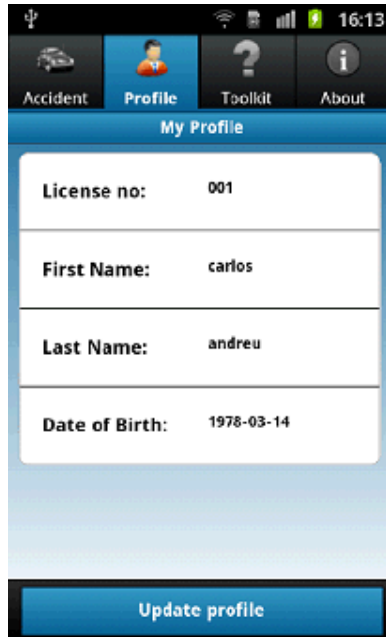 16:13
Accident Profile Toolkit About
My Profile
License no: 001
First Name: carlos
Last Name: andreu
Date of Birth: 1978-03-14
Update profile